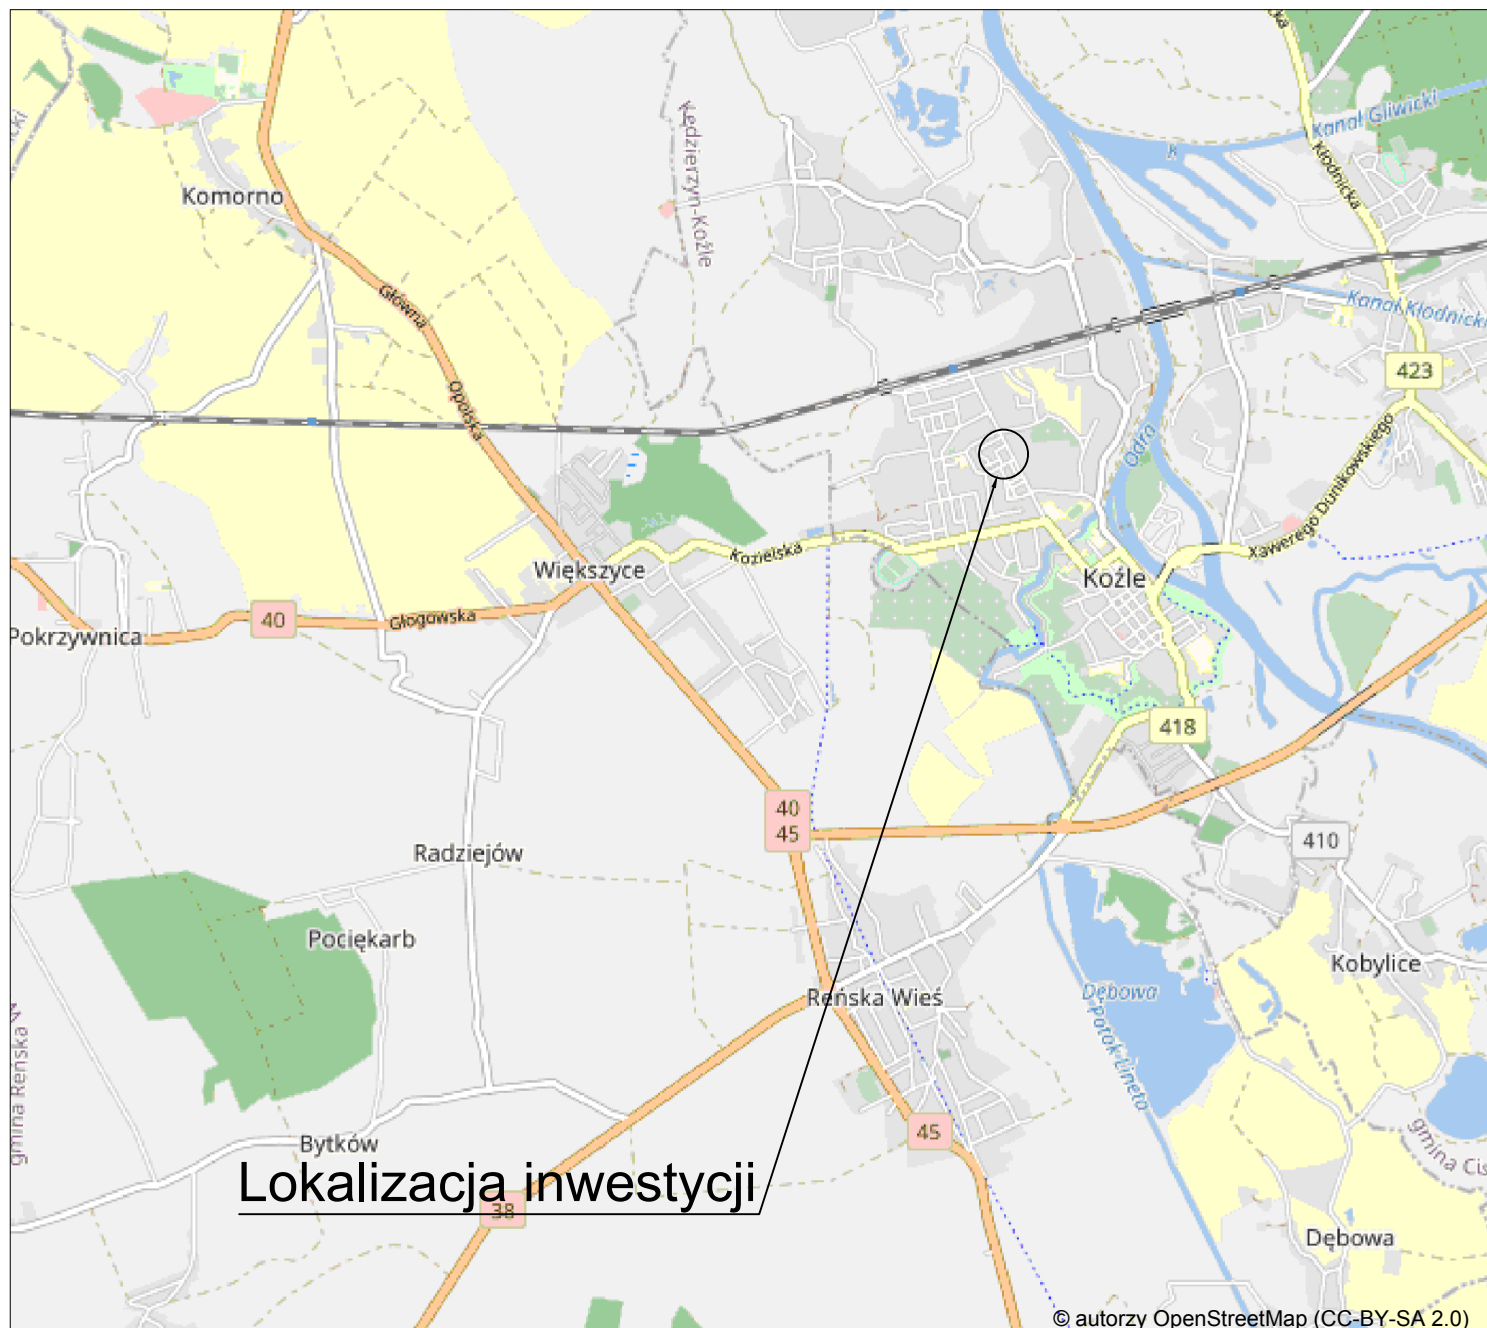 Kanał Gliwicki
K
Kłodnicka
Kędzierzyn-Koźle
Komorno
Główna
Kanał Kłodnicki
423
Opolska
Odra
Xawerego Dunikowskiego
Kozielska
Większyce
Koźle
40
Głogowska
Pokrzywnica
418
40
45
410
Radziejów
Pociękarb
Kobylice
Reńska Wieś
Dębowa
Potok Lineta
gmina Reńska W
45
gmina Cis
Bytków
Lokalizacja inwestycji
38
Dębowa
© autorzy OpenStreetMap (CC-BY-SA 2.0)